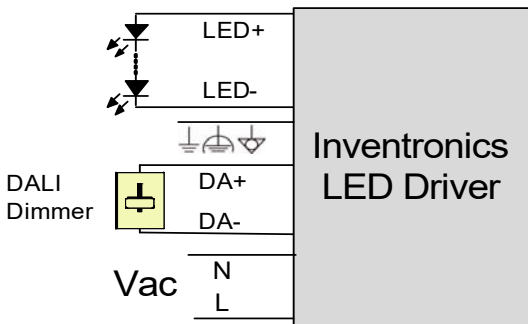 LED+
LED-
Inventronics
LED Driver
DALI
Dimmer
DA+
DA-
Vac
N
L